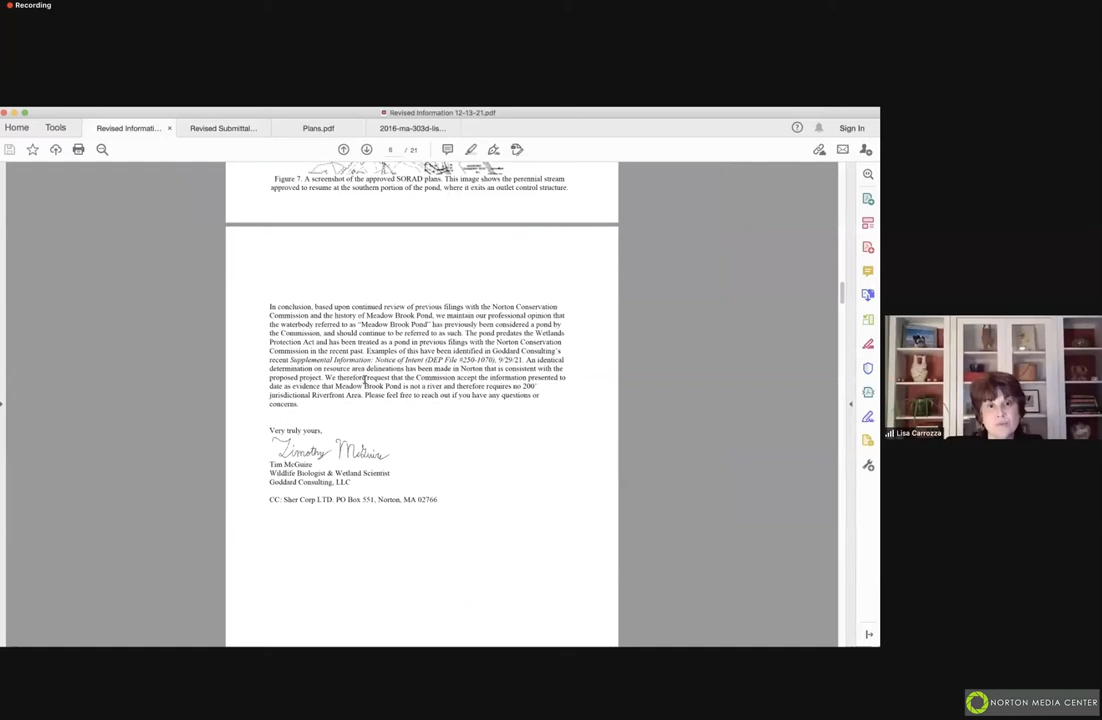 Recording
Revised Information 12-13-21.pdf
Home
Tools
Revised Informati...
Revised Submittal...
Plans.pdf
2016-ma-303d-lis...
Sign In
6 / 21
Figure 7. A screenshot of the approved SORAD plans. This image shows the perennial stream
approved to resume at the southern portion of the pond, where it exits an outlet control structure.
In conclusion, based upon continued review of previous filings with the Norton Conservation
Commission and the history of Meadow Brook Pond, we maintain our professional opinion that
the waterbody referred to as “Meadow Brook Pond” has previously been considered a pond by
the Commission, and should continue to be referred to as such. The pond predates the Wetlands
Protection Act and has been treated as a pond in previous filings with the Norton Conservation
Commission in the recent past. Examples of this have been identified in Goddard Consulting’s
recent Supplemental Information: Notice of Intent (DEP File #250-1070), 9/29/21. An identical
determination on resource area delineations has been made in Norton that is consistent with the
proposed project. We therefore request that the Commission accept the information presented to
date as evidence that Meadow Brook Pond is not a river and therefore requires no 200’
jurisdictional Riverfront Area. Please feel free to reach out if you have any questions or
concerns.
Very truly yours,
Timothy McGuire
Tim McGuire
Wildlife Biologist & Wetland Scientist
Goddard Consulting, LLC
CC: Sher Corp LTD. PO Box 551, Norton, MA 02766
Lisa Carrozza
NORTON MEDIA CENTER